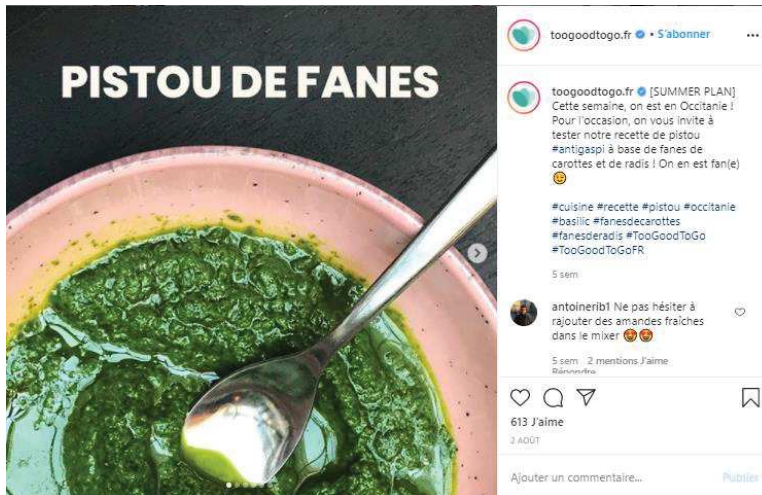 PISTOU DE FANES
toogoodtogo.fr • S'abonner
toogoodtogo.fr [SUMMER PLAN]
Cette semaine, on est en Occitanie !
Pour l'occasion, on vous invite à
tester notre recette de pistou
#antigaspi à base de fanes de
carottes et de radis ! On en est fan(e)
#cuisine #recette #pistou #occitanie
#basilic #fanesdecarottes
#fanesderadis #TooGoodToGo
#TooGoodToGoFR
5 sem
antoinerib1 Ne pas hésiter à
rajouter des amandes fraîches
dans le mixer
5 sem 2 mentions J'aime
Répondre
613 J'aime
2 AOÛT
Ajouter un commentaire... Publier